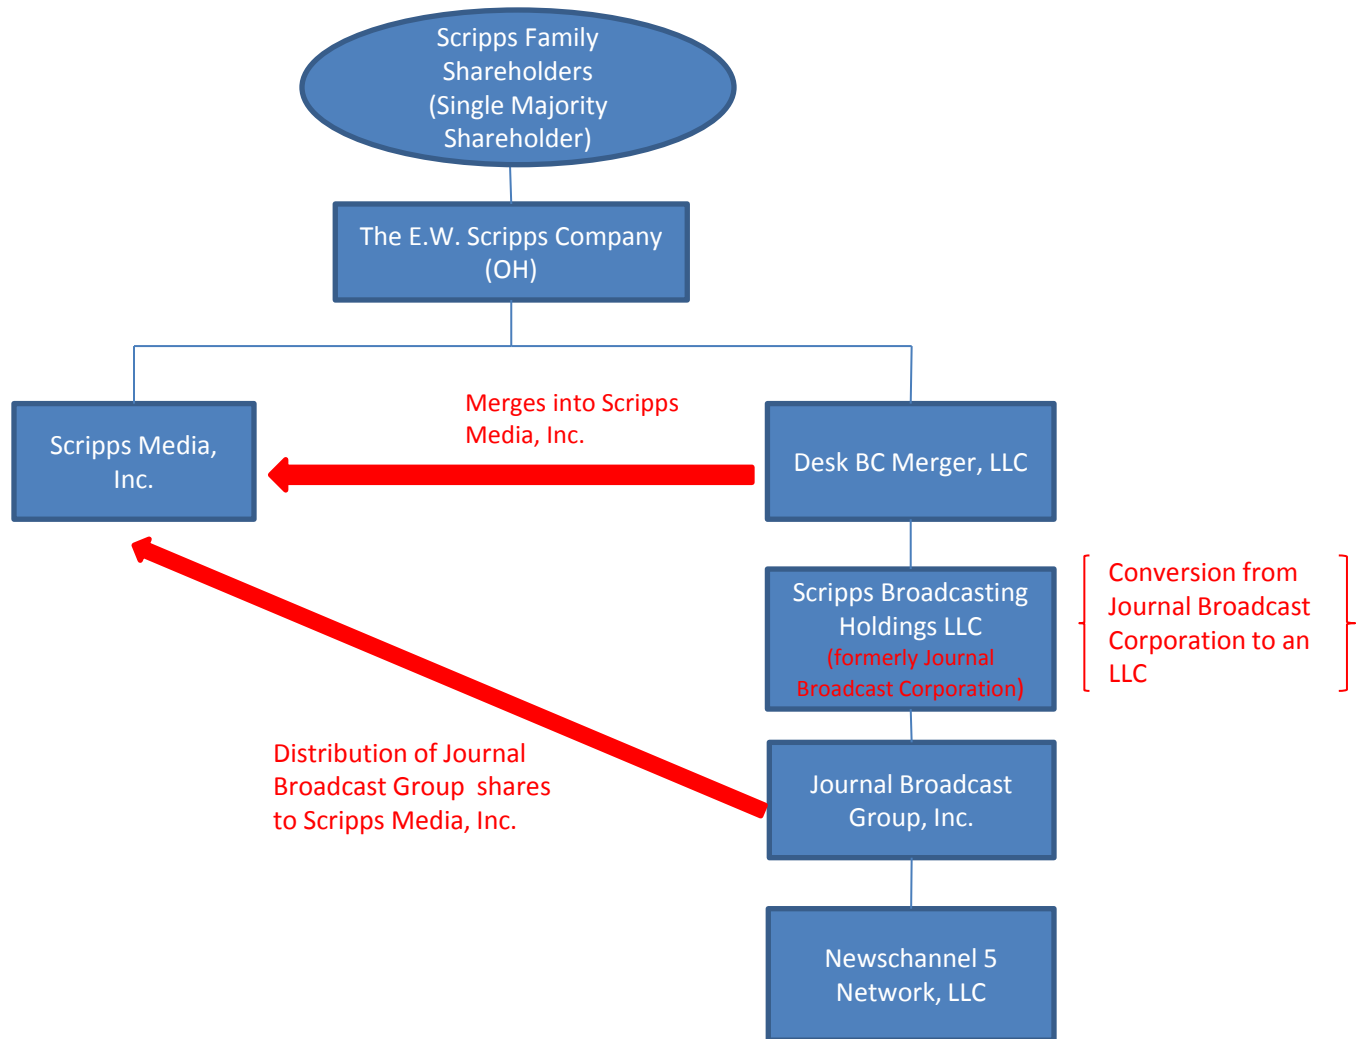 Scripps Family
Shareholders
(Single Majority
Shareholder)
The E.W. Scripps Company
(OH)
Merges into Scripps
Media, Inc.
Scripps Media,
Inc.
Desk BC Merger, LLC
Scripps Broadcasting
Holdings LLC
(formerly Journal
Broadcast Corporation)
Conversion from
Journal Broadcast
Corporation to an
LLC
Distribution of Journal
Broadcast Group shares
to Scripps Media, Inc.
Journal Broadcast
Group, Inc.
Newschannel 5
Network, LLC